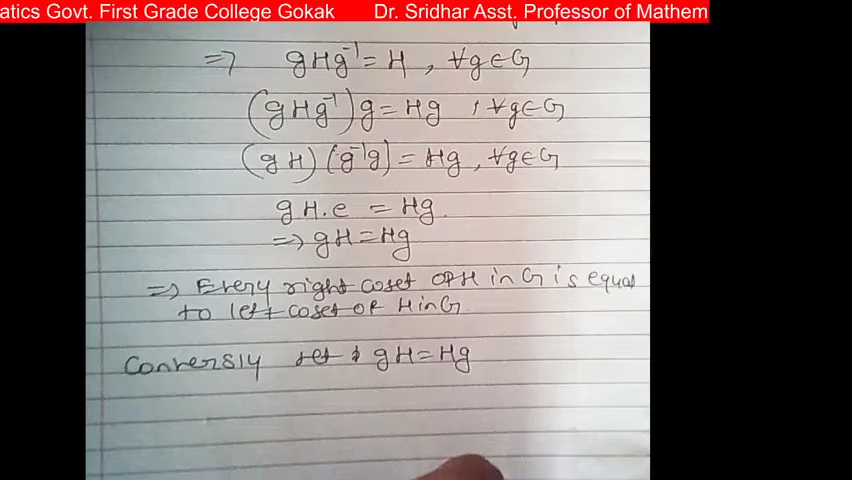 atics Govt. First Grade College Gokak Dr. Sridhar Asst. Professor of Mathem
⇒ gHg⁻¹ = H , ∀g∈G
(gHg⁻¹)g = Hg , ∀g∈G
(gH)(g⁻¹g) = Hg , ∀g∈G
gH.e = Hg.
⇒ gH = Hg
⇒ Every right coset of H in G is equal
to left coset of H in G.
Conversly let gH = Hg